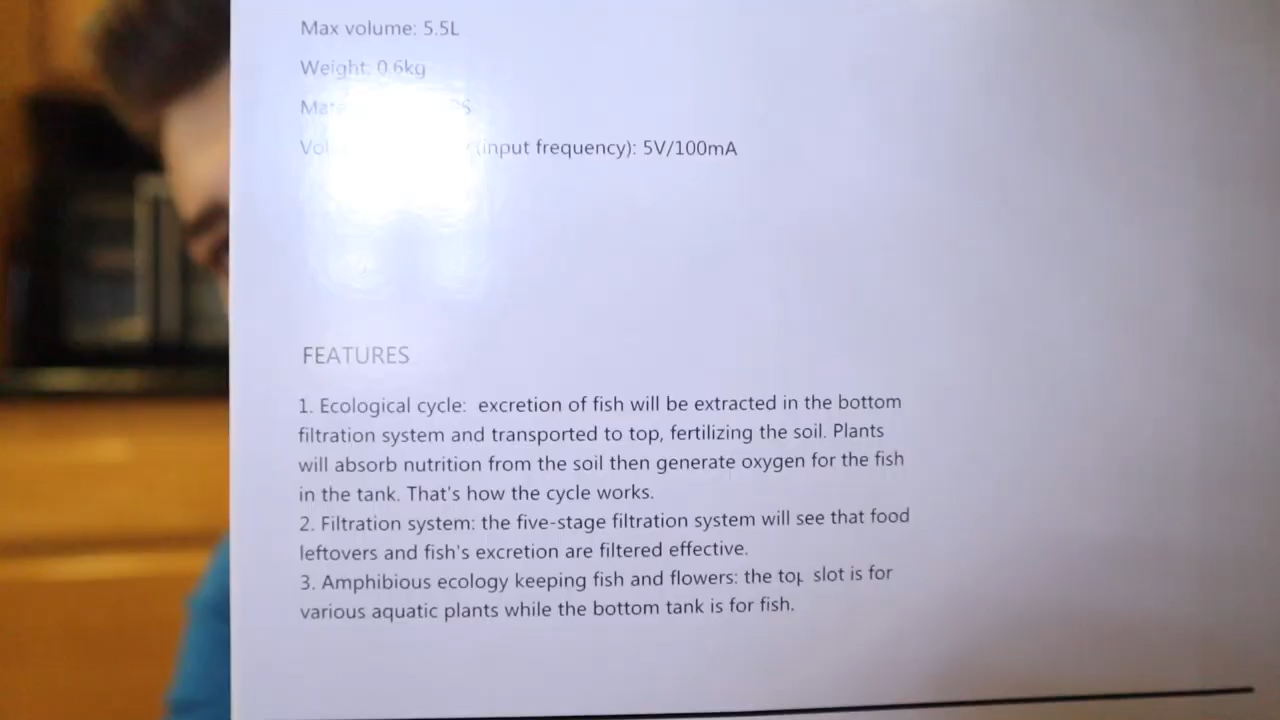 Max volume: 5.5L
Weight: 0.6kg
(input frequency): 5V/100mA
FEATURES
1. Ecological cycle: excretion of fish will be extracted in the bottom
filtration system and transported to top, fertilizing the soil. Plants
will absorb nutrition from the soil then generate oxygen for the fish
in the tank. That's how the cycle works.
2. Filtration system: the five-stage filtration system will see that food
leftovers and fish's excretion are filtered effective.
3. Amphibious ecology keeping fish and flowers: the top slot is for
various aquatic plants while the bottom tank is for fish.